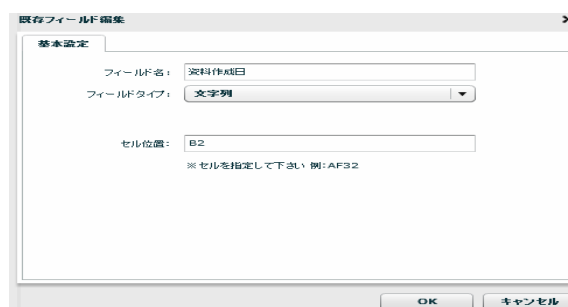 既存フィールド編集
基本設定
フィールド名： 資料作成日
フィールドタイプ： 文字列
セル位置： B2
※セルを指定して下さい 例：AF32
OK キャンセル